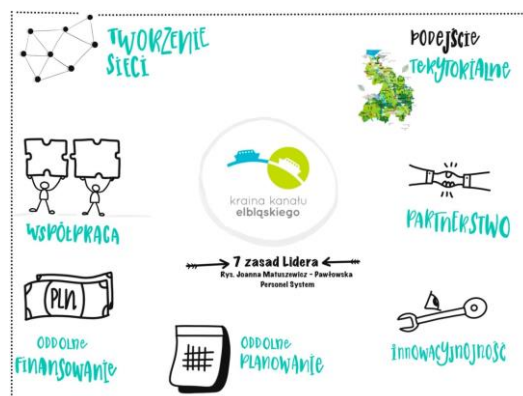 TWORZENIE
SIECI
PODEJŚCIE
TERYTORIALNE
kraina kanału
elbląskiego
WSPÓŁPRACA
PARTNERSTWO
7 zasad Lidera
Rys. Joanna Matuszewicz - Pawłowska
Personel System
PLN
ODDOLNE
FINANSOWANIE
ODDOLNE
PLANOWANIE
INNOWACYJNOJNOŚĆ